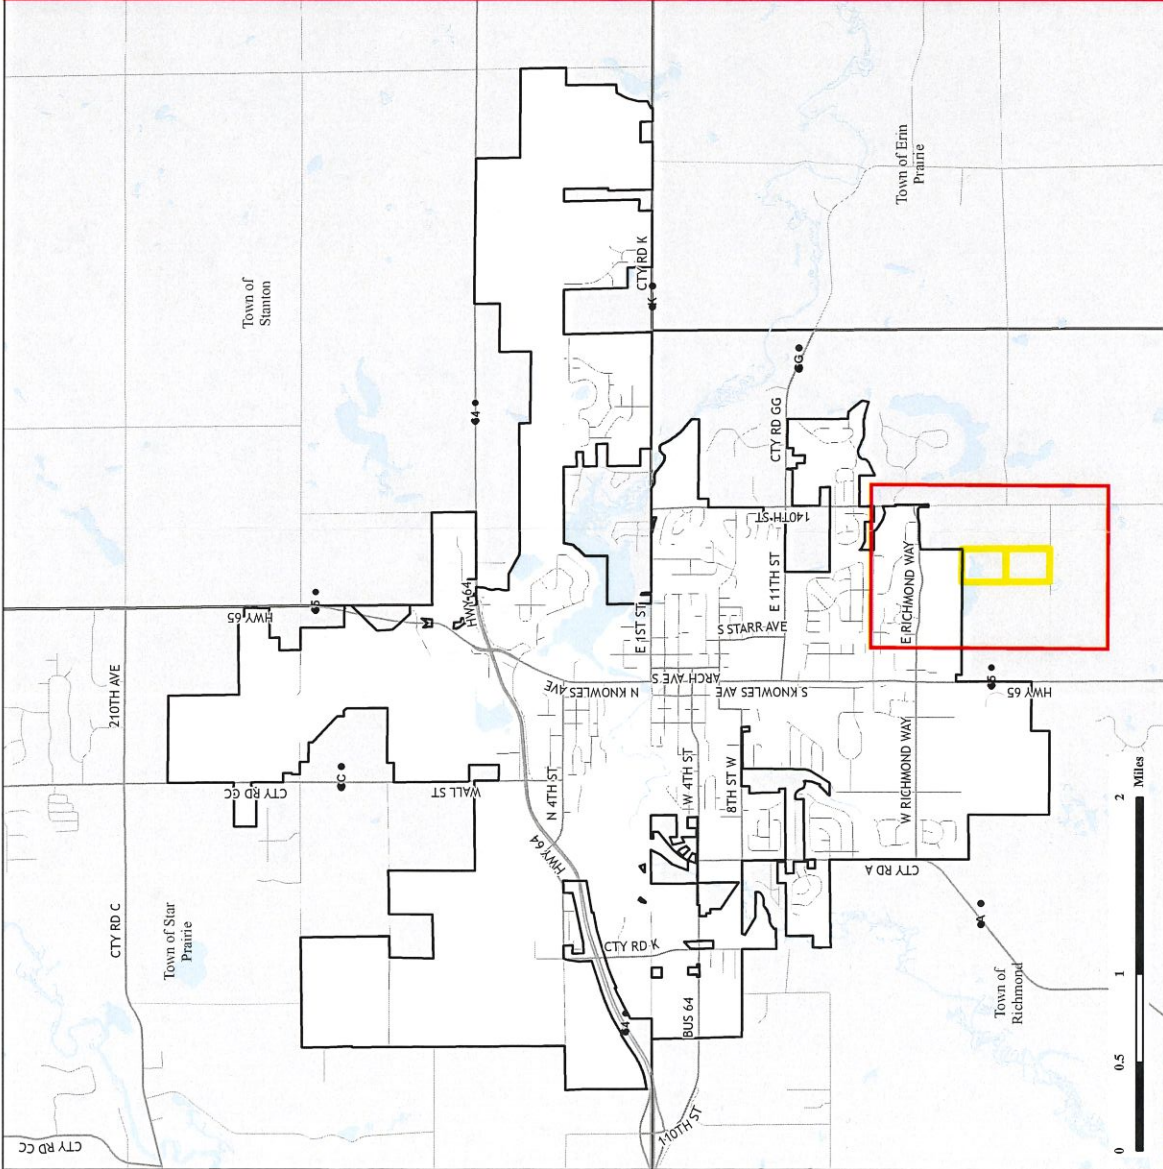 Town of
Stanton
Town of Erin
Prairie
CTY RD K
K
64
G
CTY RD GG
140TH ST
E 11TH ST
E RICHMOND WAY
HWY 65
65
HWY-64
E 1ST ST
S STARR AVE
N KNOWLES AVE
ARCH AVE S
S KNOWLES AVE
65
HWY 65
210TH AVE
CTY RD CC
C
WALL ST
N 4TH ST
W 4TH ST
8TH ST W
W RICHMOND WAY
HWY 64
CTY RD A
A
CTY RD C
Town of Star
Prairie
CTY RD K
64
BUS 64
Town of
Richmond
110TH ST
CTY RD CC
0
0.5
1
2
Miles